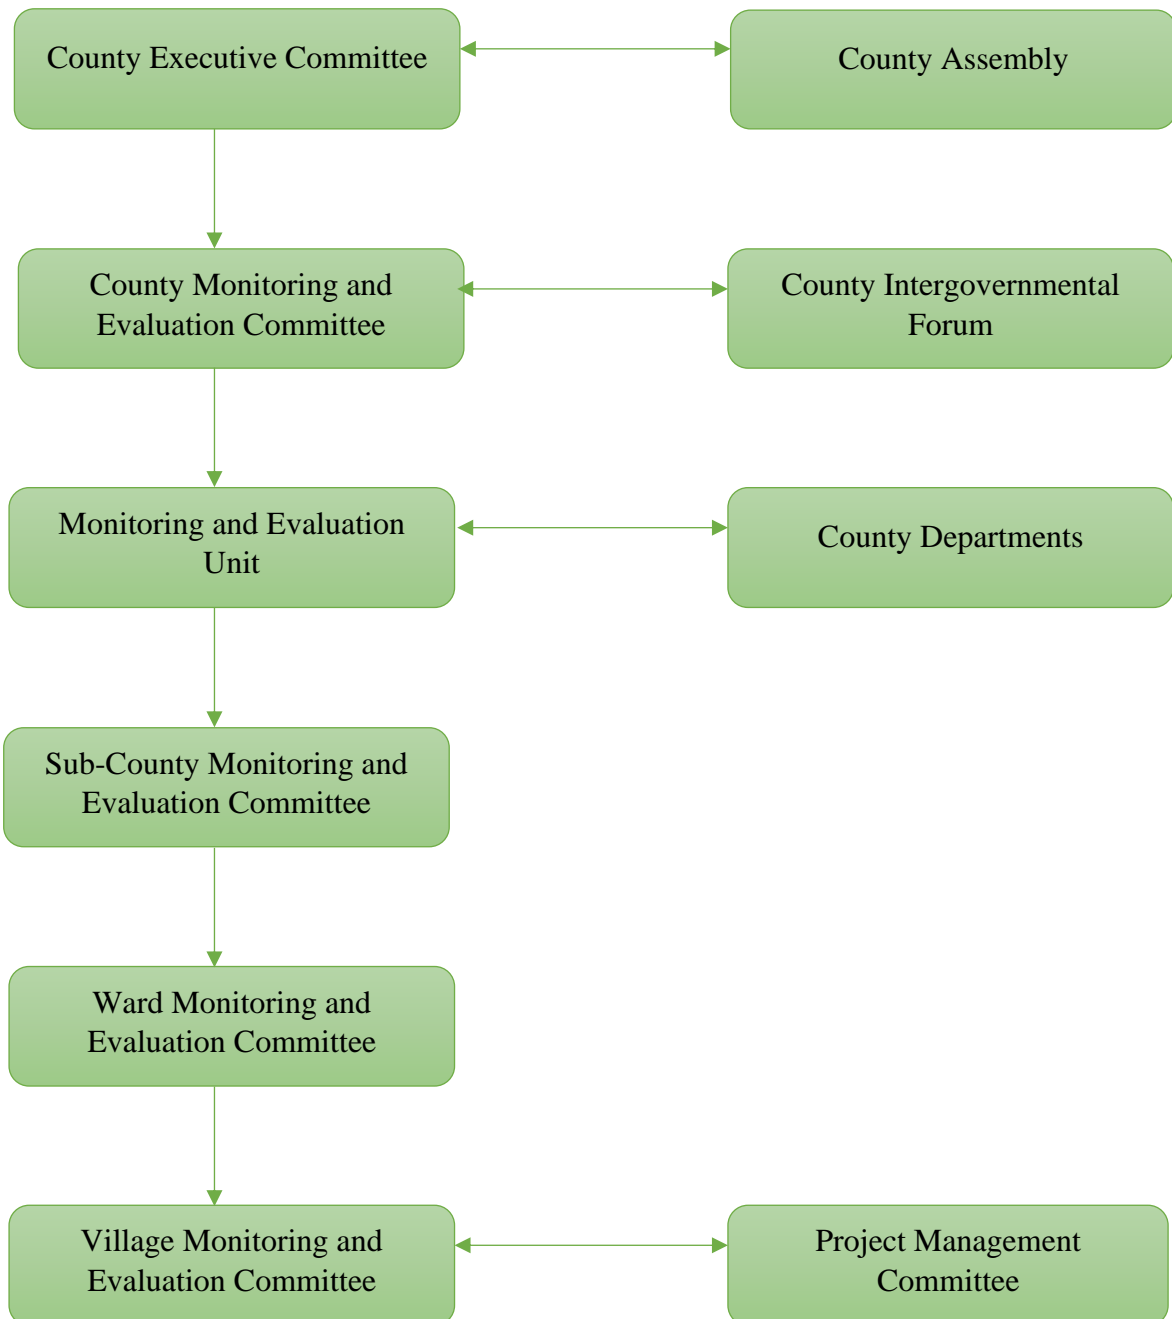 County Executive Committee
County Assembly
County Monitoring and
Evaluation Committee
County Intergovernmental
Forum
Monitoring and Evaluation
Unit
County Departments
Sub-County Monitoring and
Evaluation Committee
Ward Monitoring and
Evaluation Committee
Village Monitoring and
Evaluation Committee
Project Management
Committee